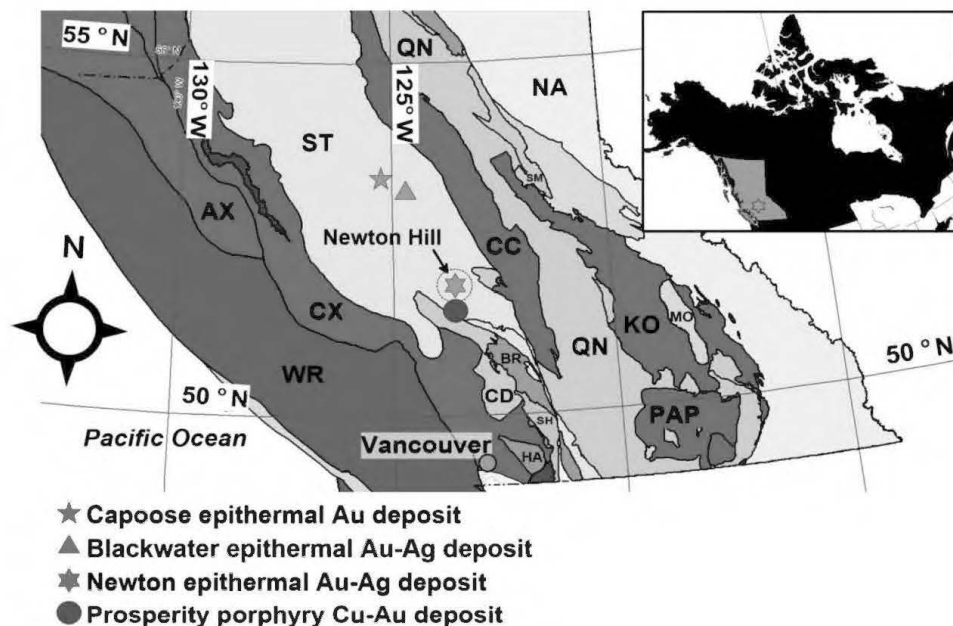 55 ° N
55° N
130° W
130° W
125° W
QN
NA
ST
SM
AX
Newton Hill
N
CC
CX
KO
MO
QN
50 ° N
BR
WR
CD
50 ° N
PAP
SH
Pacific Ocean
Vancouver
HA
Capoose epithermal Au deposit
Blackwater epithermal Au-Ag deposit
Newton epithermal Au-Ag deposit
Prosperity porphyry Cu-Au deposit